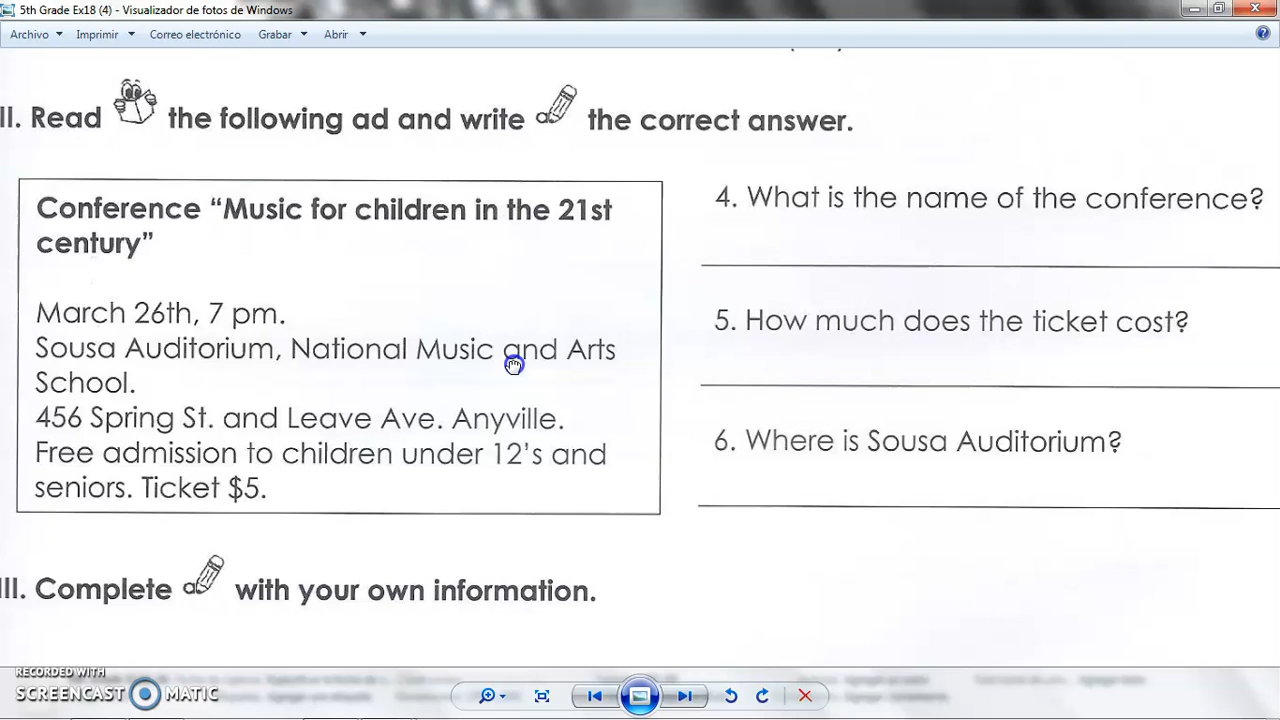 5th Grade Ex18 (4) - Visualizador de fotos de Windows
Archivo Imprimir Correo electrónico Grabar Abrir
II. Read the following ad and write the correct answer.
Conference “Music for children in the 21st
century”
March 26th, 7 pm.
Sousa Auditorium, National Music and Arts
School.
456 Spring St. and Leave Ave. Anyville.
Free admission to children under 12’s and
seniors. Ticket $5.
4. What is the name of the conference?
5. How much does the ticket cost?
6. Where is Sousa Auditorium?
III. Complete with your own information.
RECORDED WITH
SCREENCAST MATIC